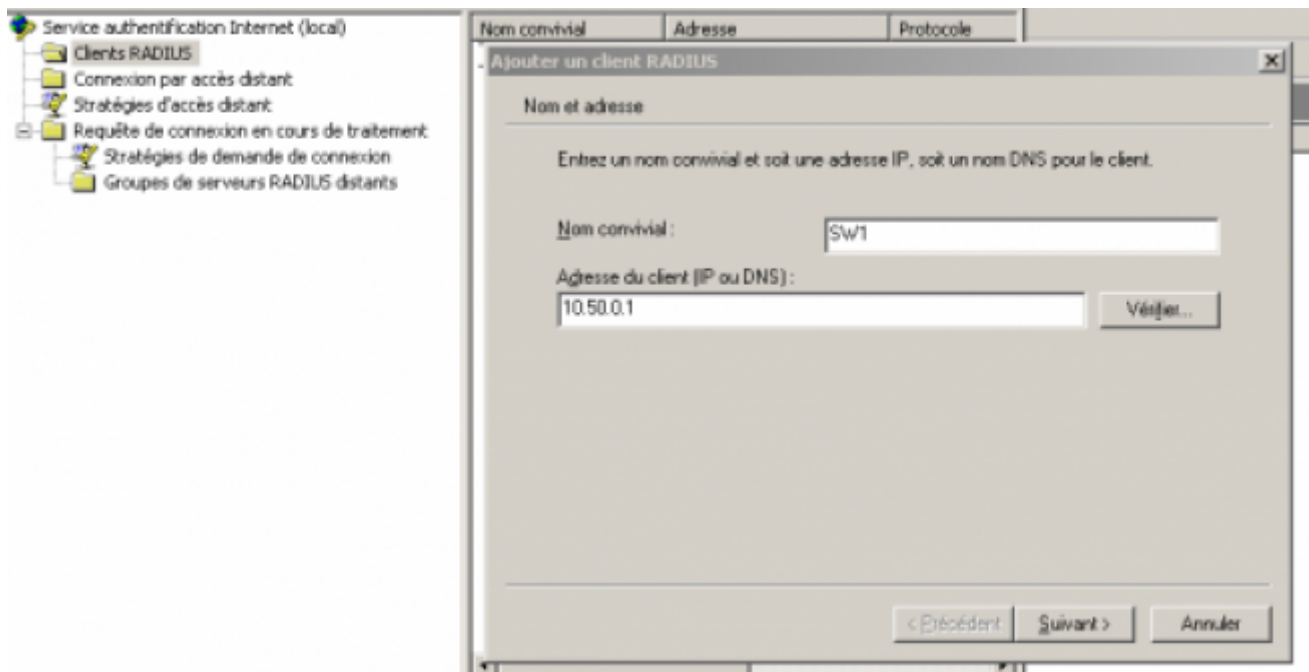 Service authentification Internet (local)
Clients RADIUS
Connexion par accès distant
Stratégies d'accès distant
Requête de connexion en cours de traitement
Stratégies de demande de connexion
Groupes de serveurs RADIUS distants
Nom convivial
Adresse
Protocole
Ajouter un client RADIUS
Nom et adresse
Entrez un nom convivial et soit une adresse IP, soit un nom DNS pour le client.
Nom convivial :
SW1
Adresse du client (IP ou DNS) :
10.50.0.1
Vérifier...
< Précédent
Suivant >
Annuler